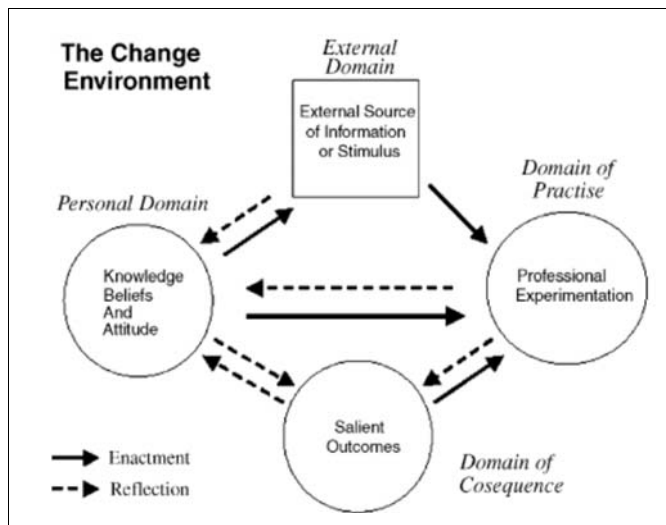 The Change
Environment
External
Domain
External Source
of Information
or Stimulus
Domain of
Practise
Personal Domain
Knowledge
Beliefs
And
Attitude
Professional
Experimentation
Salient
Outcomes
Domain of
Cosequence
Enactment
Reflection